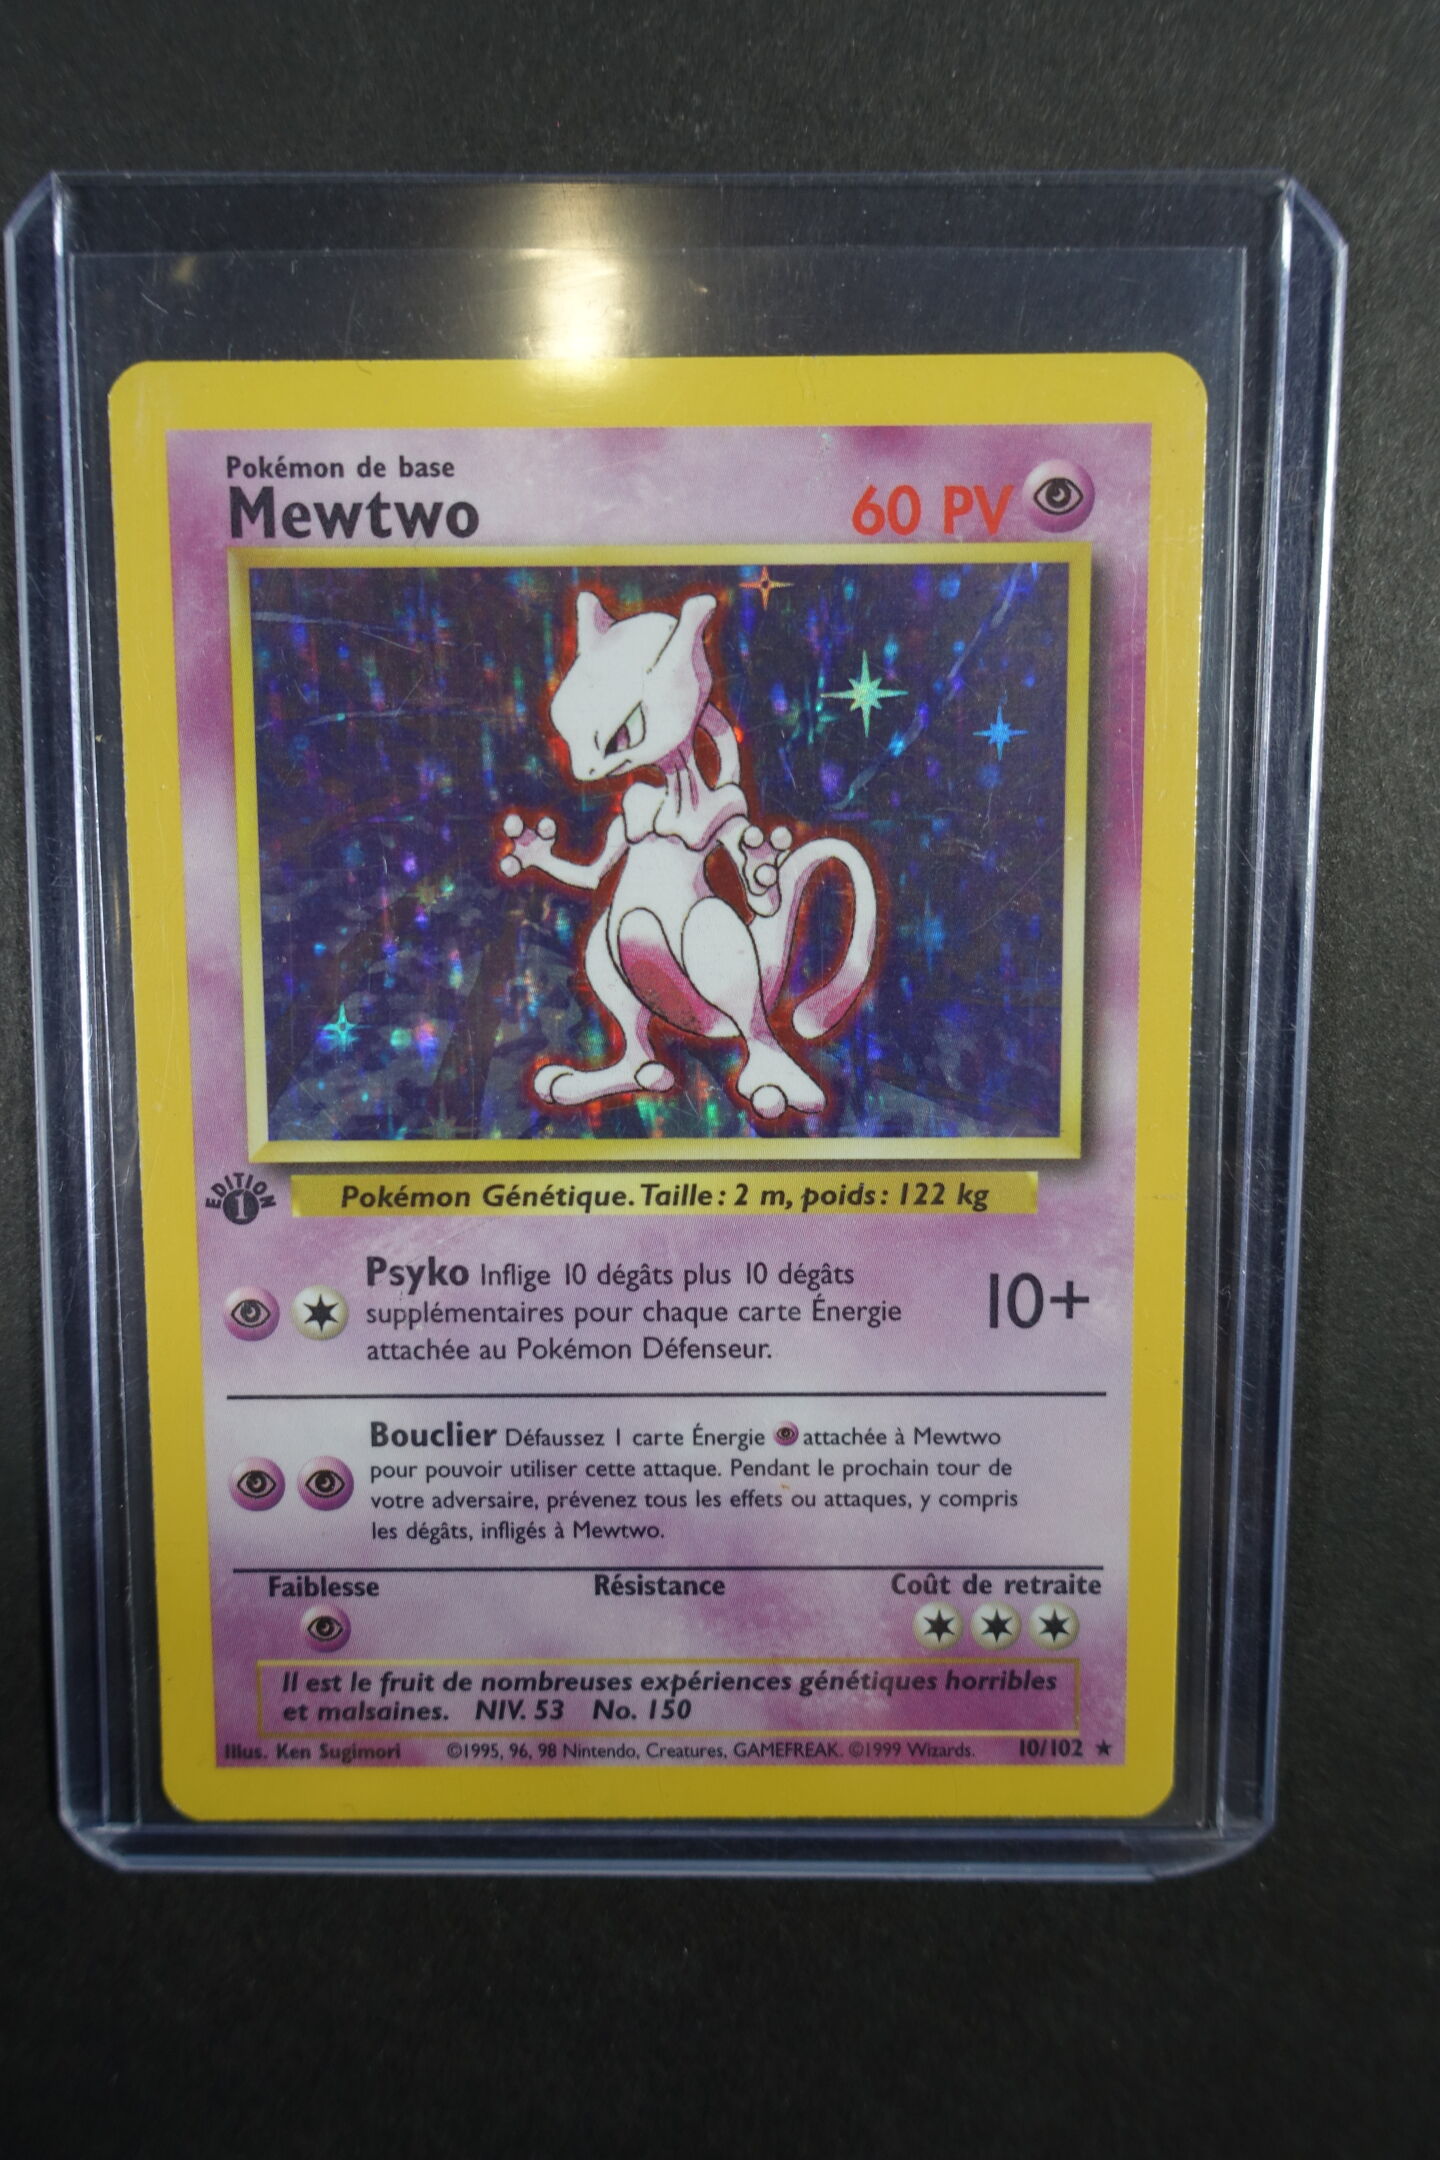 Pokémon de base
Mewtwo
60 PV
EDITION
1
Pokémon Génétique. Taille: 2 m, poids: 122 kg
Psyko Inflige 10 dégâts plus 10 dégâts
supplémentaires pour chaque carte Énergie
attachée au Pokémon Défenseur.
10+
Bouclier Défaussez 1 carte Énergie attachée à Mewtwo
pour pouvoir utiliser cette attaque. Pendant le prochain tour de
votre adversaire, prévenez tous les effets ou attaques, y compris
les dégâts, infligés à Mewtwo.
Faiblesse Résistance Coût de retraite
Il est le fruit de nombreuses expériences génétiques horribles
et malsaines. NIV. 53 No. 150
Illus. Ken Sugimori ©1995, 96, 98 Nintendo, Creatures, GAMEFREAK. ©1999 Wizards. 10/102 ★